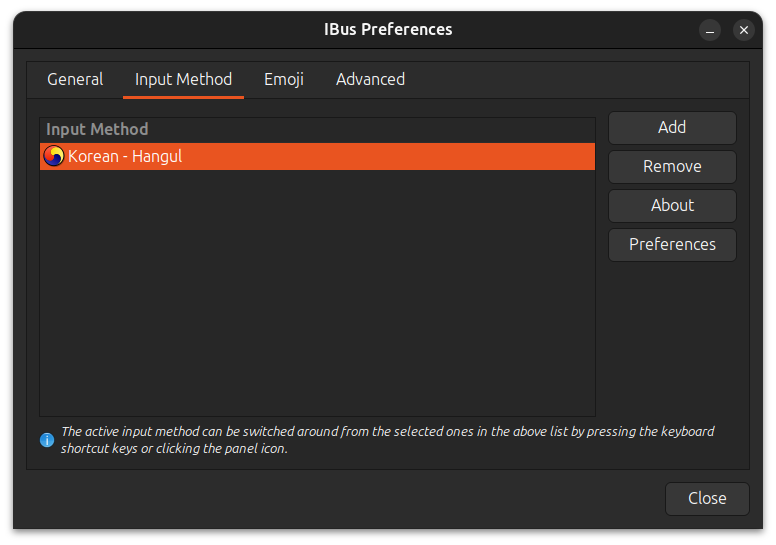 IBus Preferences
General Input Method Emoji Advanced
Input Method
Korean - Hangul
Add
Remove
About
Preferences
The active input method can be switched around from the selected ones in the above list by pressing the keyboard
shortcut keys or clicking the panel icon.
Close